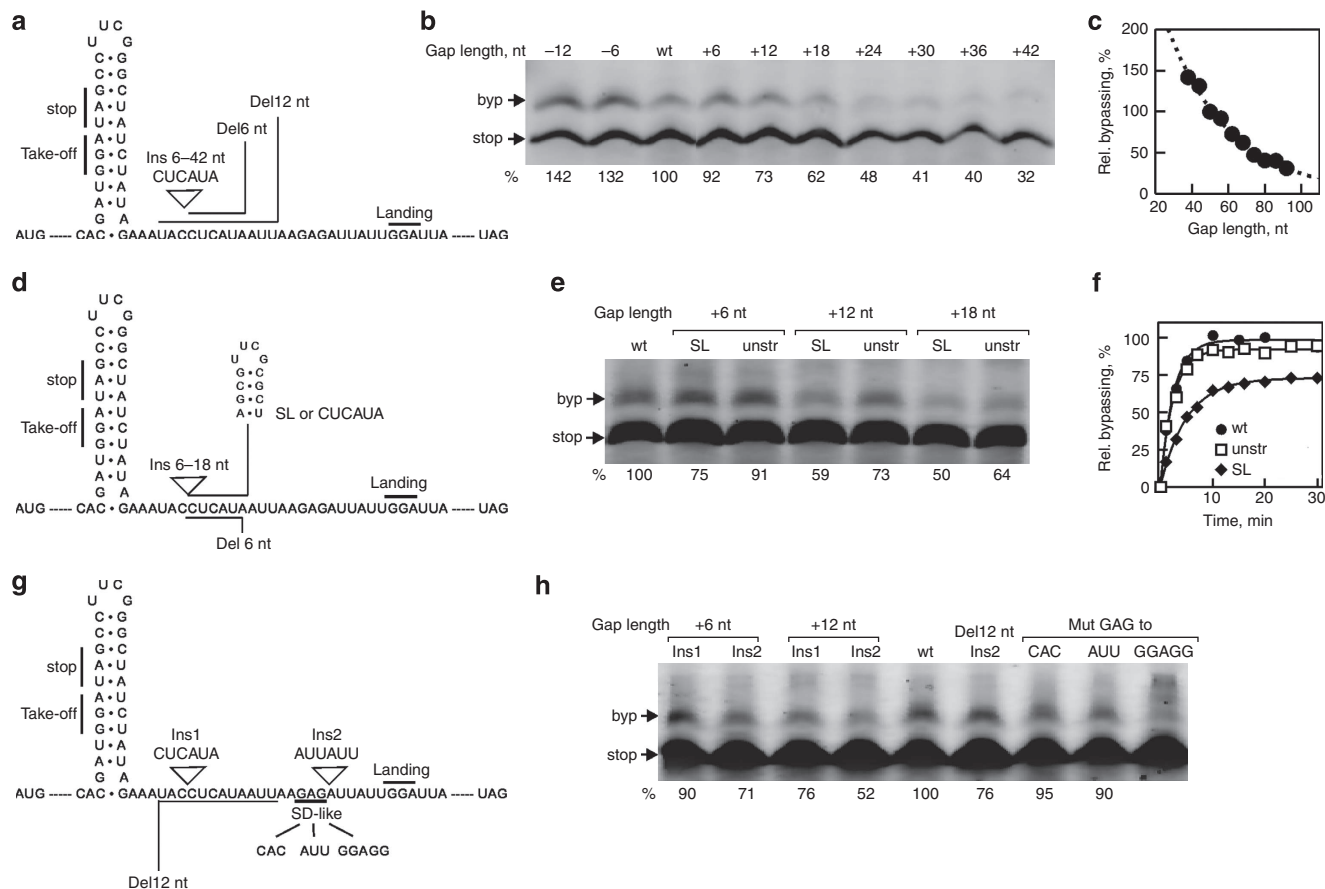 a
U C
U G
C • G
C • G
G • C
stop
A • U
U • A
Take-off
A • U
G • C
G • U
U • A
A • U
G A
Ins 6–42 nt
CUCAUA
Del6 nt
Del12 nt
Landing
AUG ----- CAC • GAAAUACCUCAUAAUUAAGAGAUUAUUGGAUUA ----- UAG
b
Gap length, nt –12 –6 wt +6 +12 +18 +24 +30 +36 +42
byp
stop
% 142 132 100 92 73 62 48 41 40 32
c
Rel. bypassing, %
200
150
100
50
0
20 40 60 80 100
Gap length, nt
d
U C
U G
C • G
C • G
G • C
stop
A • U
U • A
Take-off
A • U
G • C
G • U
U • A
A • U
G A
Ins 6–18 nt
U C
U G
C • G
G • C
G • C
A • U
SL or CUCAUA
Landing
AUG ----- CAC • GAAAUACCUCAUAAUUAAGAGAUUAUUGGAUUA ----- UAG
Del 6 nt
e
Gap length +6 nt +12 nt +18 nt
wt SL unstr SL unstr SL unstr
byp
stop
% 100 75 91 59 73 50 64
f
Rel. bypassing, %
100
75
50
25
0
wt
unstr
SL
0 10 20 30
Time, min
g
U C
U G
C • G
C • G
G • C
stop
A • U
U • A
Take-off
A • U
G • C
G • U
U • A
A • U
G A
Ins1
CUCAUA
Ins2
AUUAUU
Landing
AUG ----- CAC • GAAAUACCUCAUAAUUAAGAGAUUAUUGGAUUA ----- UAG
SD-like
CAC AUU GGAGG
Del12 nt
h
Gap length +6 nt +12 nt Del12 nt Mut GAG to
Ins1 Ins2 Ins1 Ins2 wt Ins2 CAC AUU GGAGG
byp
stop
% 90 71 76 52 100 76 95 90